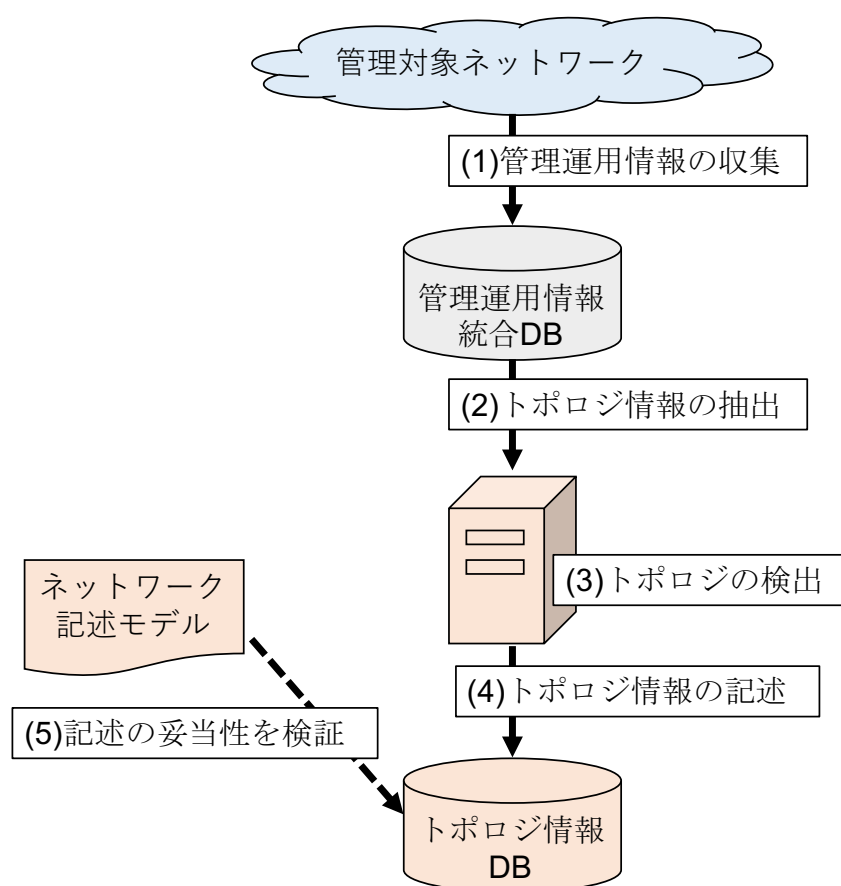 管理対象ネットワーク
(1)管理運用情報の収集
管理運用情報
統合DB
(2)トポロジ情報の抽出
(3)トポロジの検出
ネットワーク
記述モデル
(4)トポロジ情報の記述
(5)記述の妥当性を検証
トポロジ情報
DB